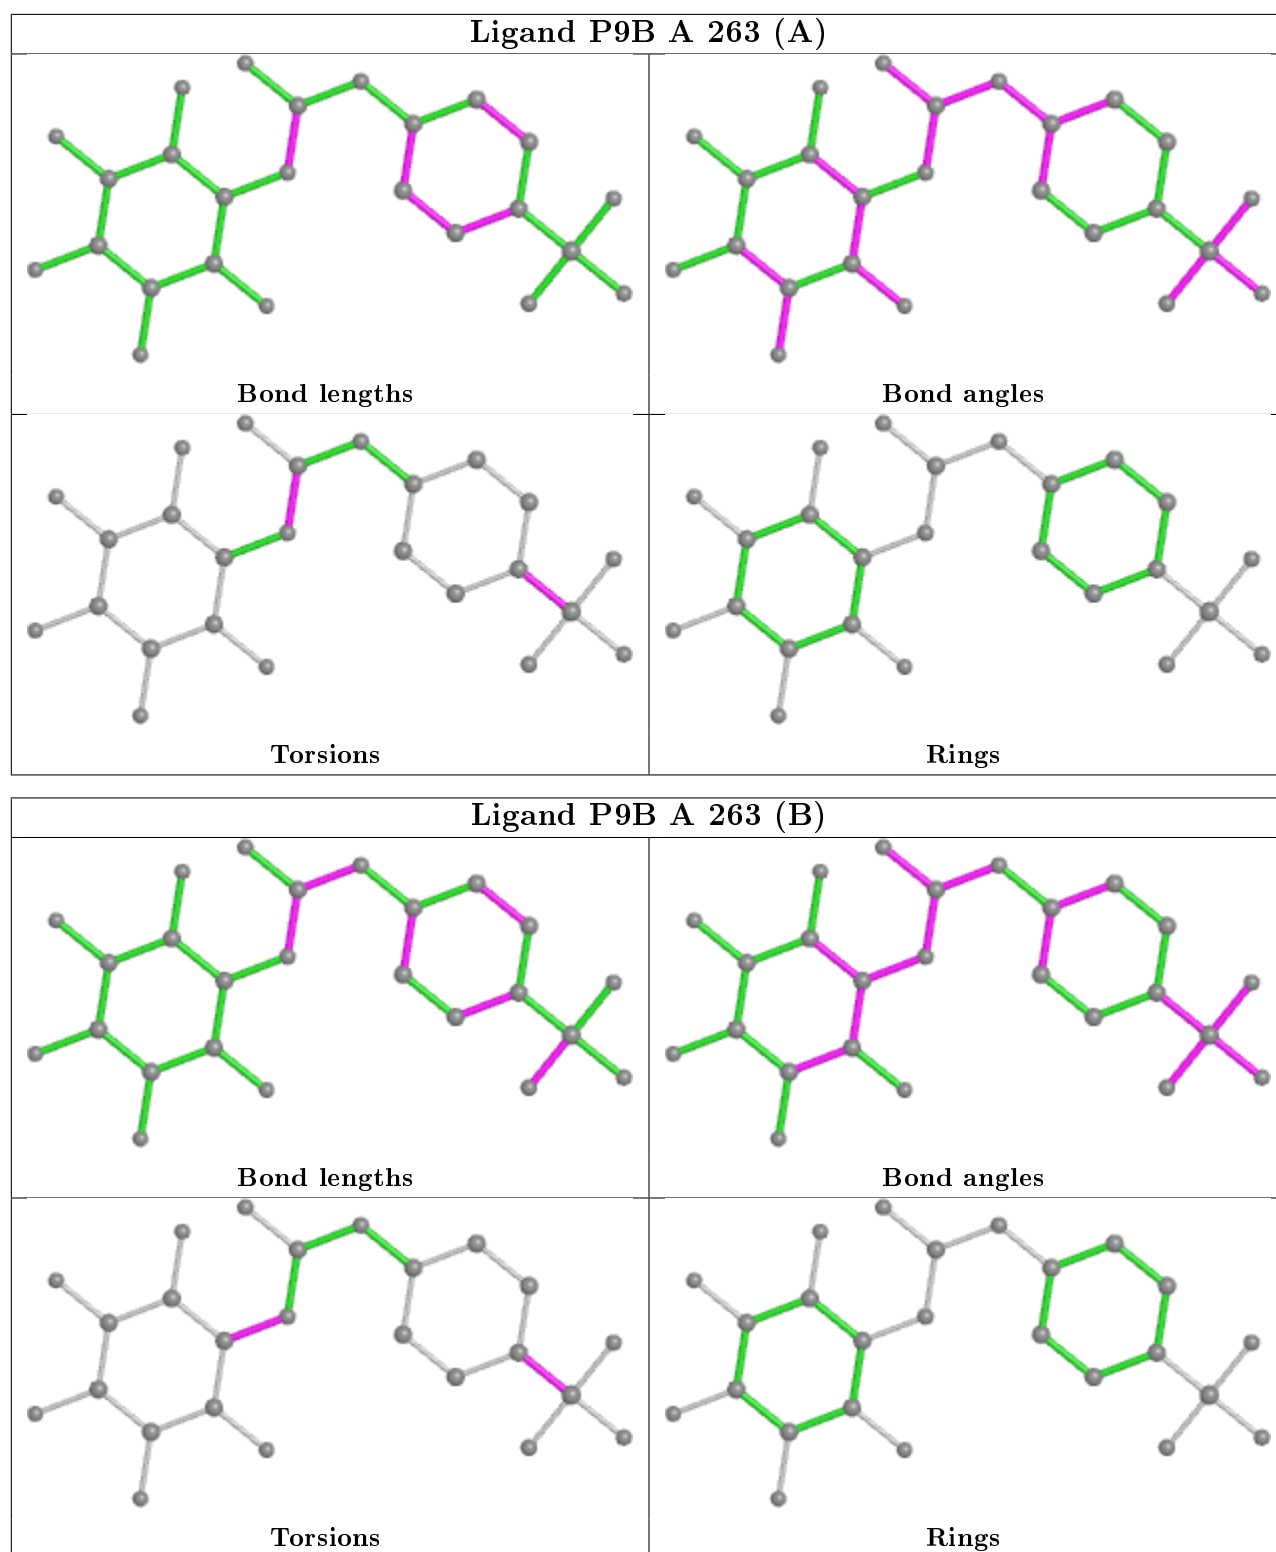 Ligand P9B A 263 (A)
Bond lengths
Bond angles
Torsions
Rings
Ligand P9B A 263 (B)
Bond lengths
Bond angles
Torsions
Rings